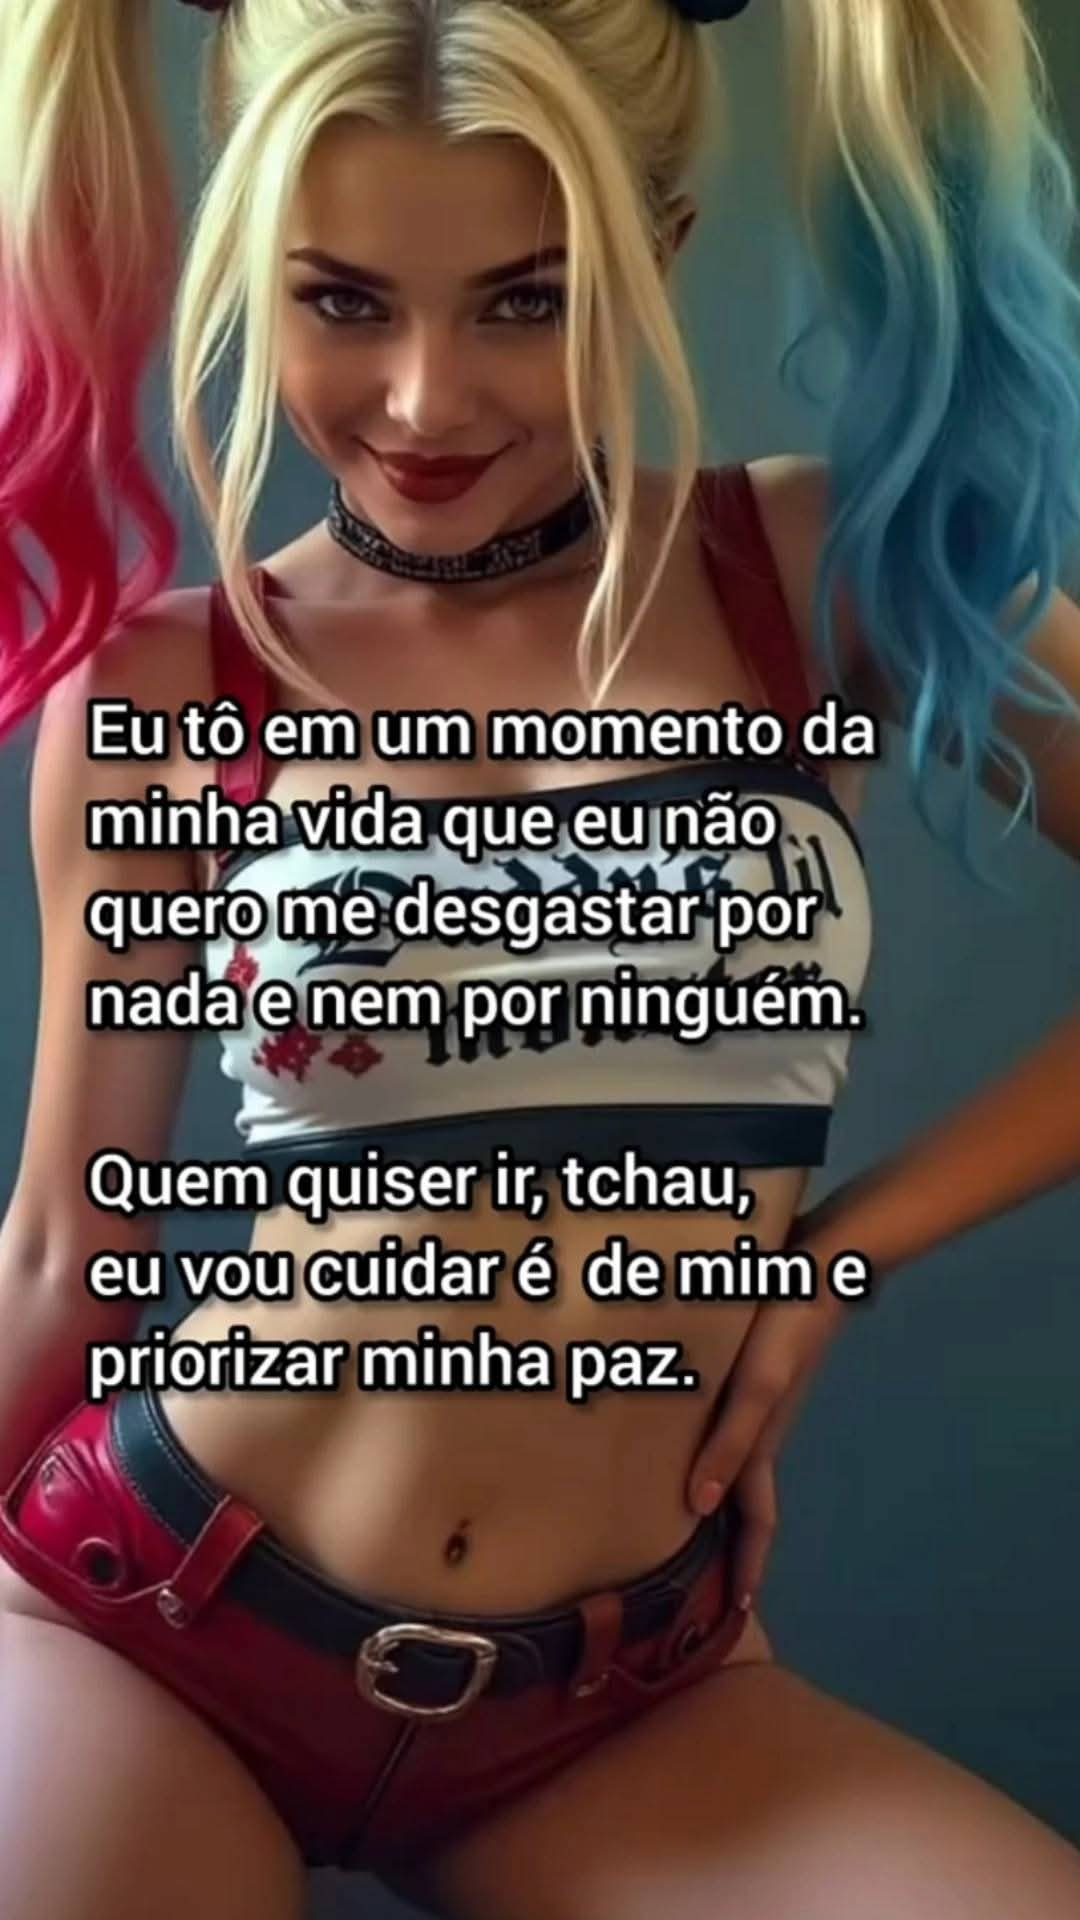 Eu tô em um momento da
minha vida que eu não
quero me desgastar por
nada e nem por ninguém.
Quem quiser ir, tchau,
eu vou cuidar é  de mim e
priorizar minha paz.